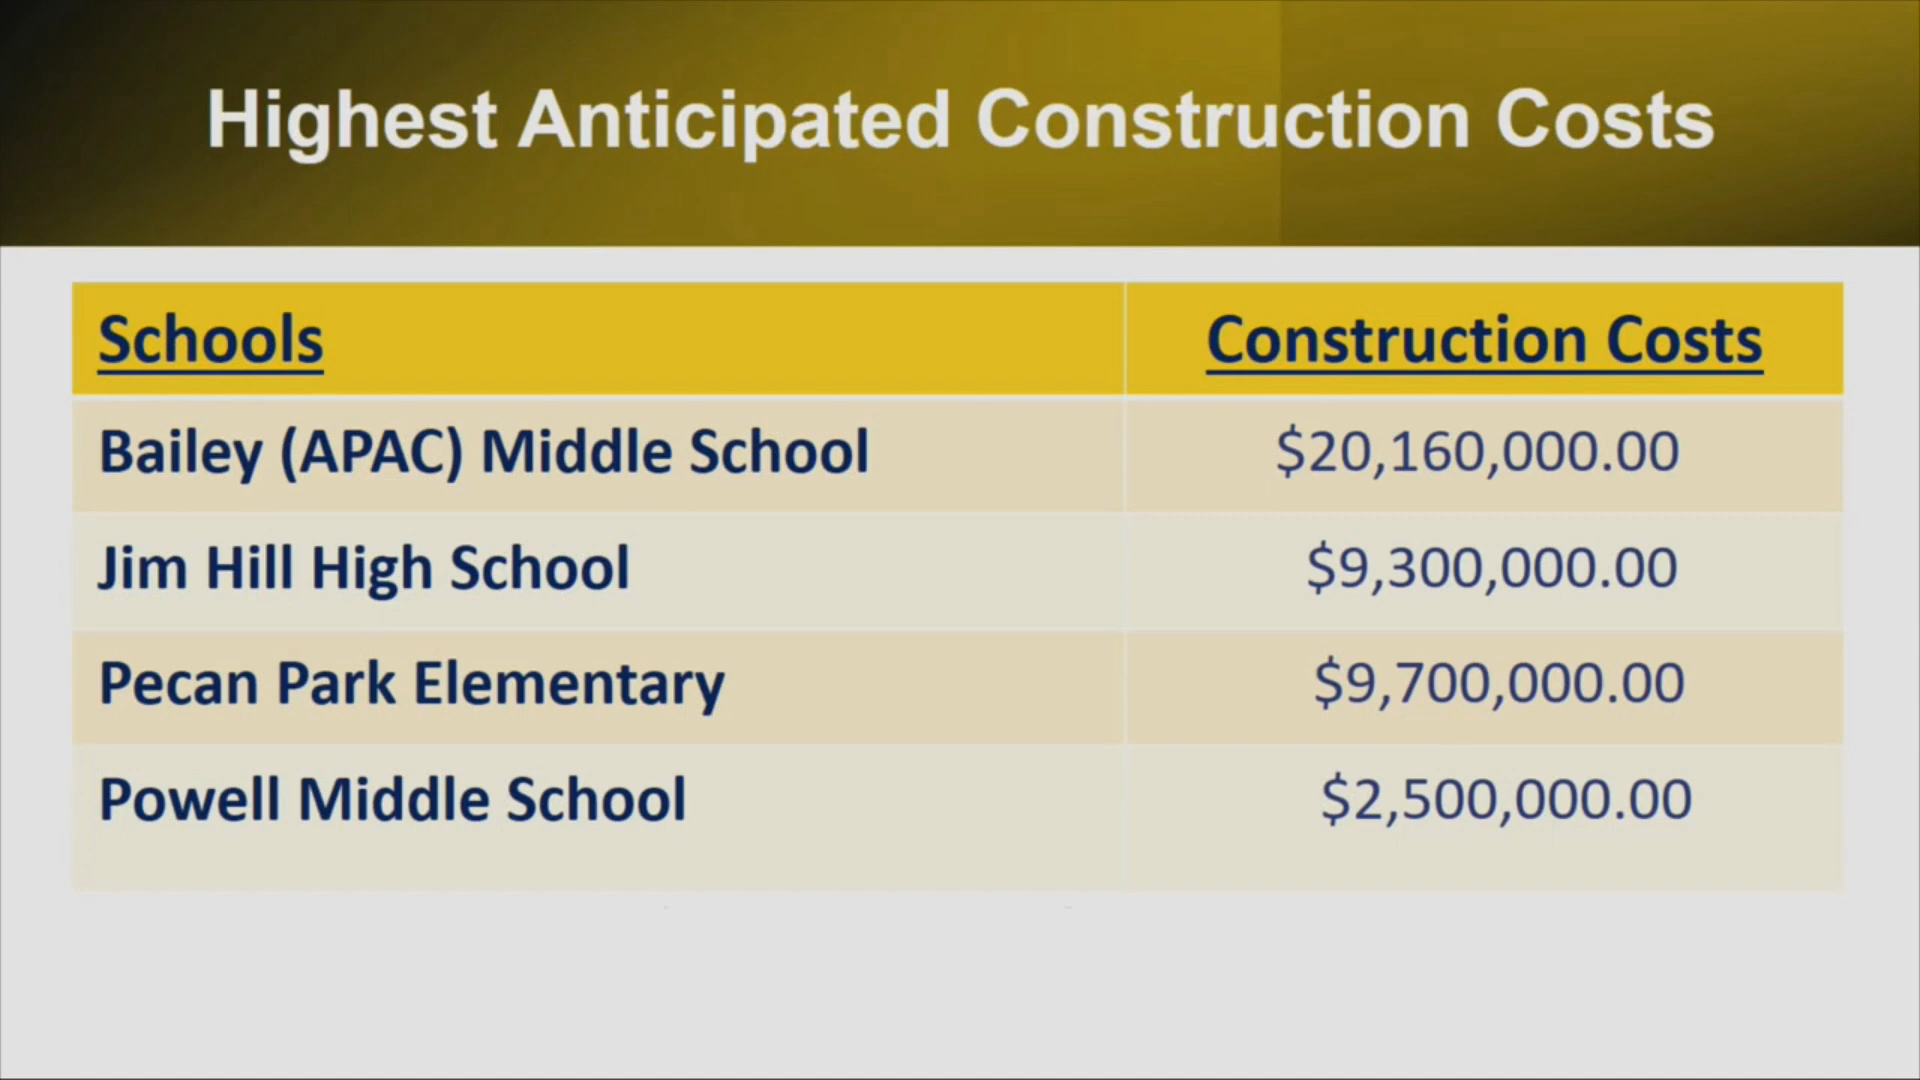 Highest Anticipated Construction Costs
Schools Construction Costs
Bailey (APAC) Middle School $20,160,000.00
Jim Hill High School $9,300,000.00
Pecan Park Elementary $9,700,000.00
Powell Middle School $2,500,000.00